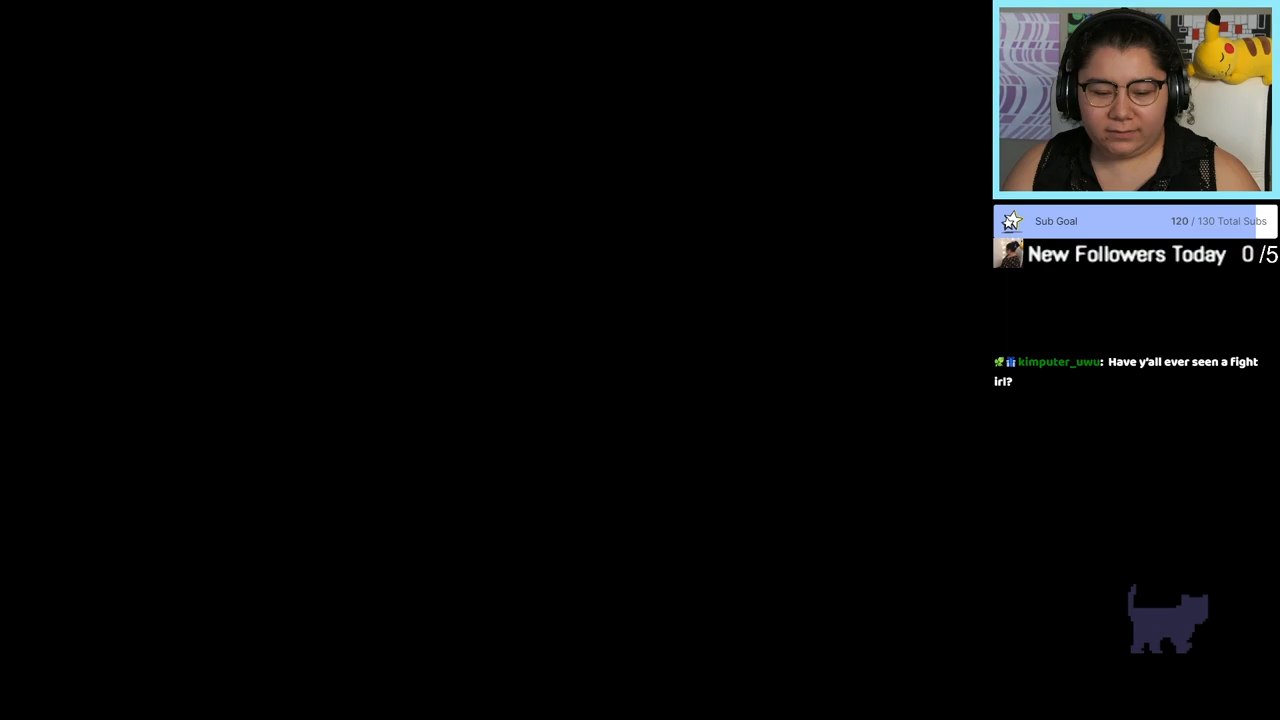 Sub Goal 120 / 130 Total Subs
New Followers Today 0 /5
kimputer_uwu: Have y'all ever seen a fight
irl?